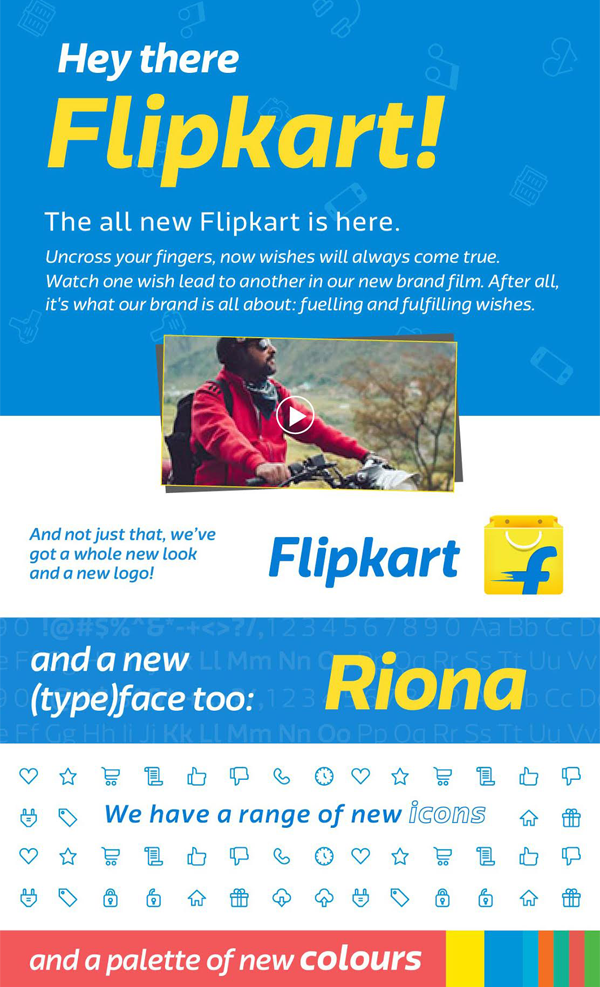 Hey there
Flipkart!
The all new Flipkart is here.
Uncross your fingers, now wishes will always come true.
Watch one wish lead to another in our new brand film. After all,
it's what our brand is all about: fuelling and fulfilling wishes.
And not just that, we've
got a whole new look
and a new logo!
Flipkart
f
and a new
(type)face too:
Riona
We have a range of new icons
and a palette of new colours